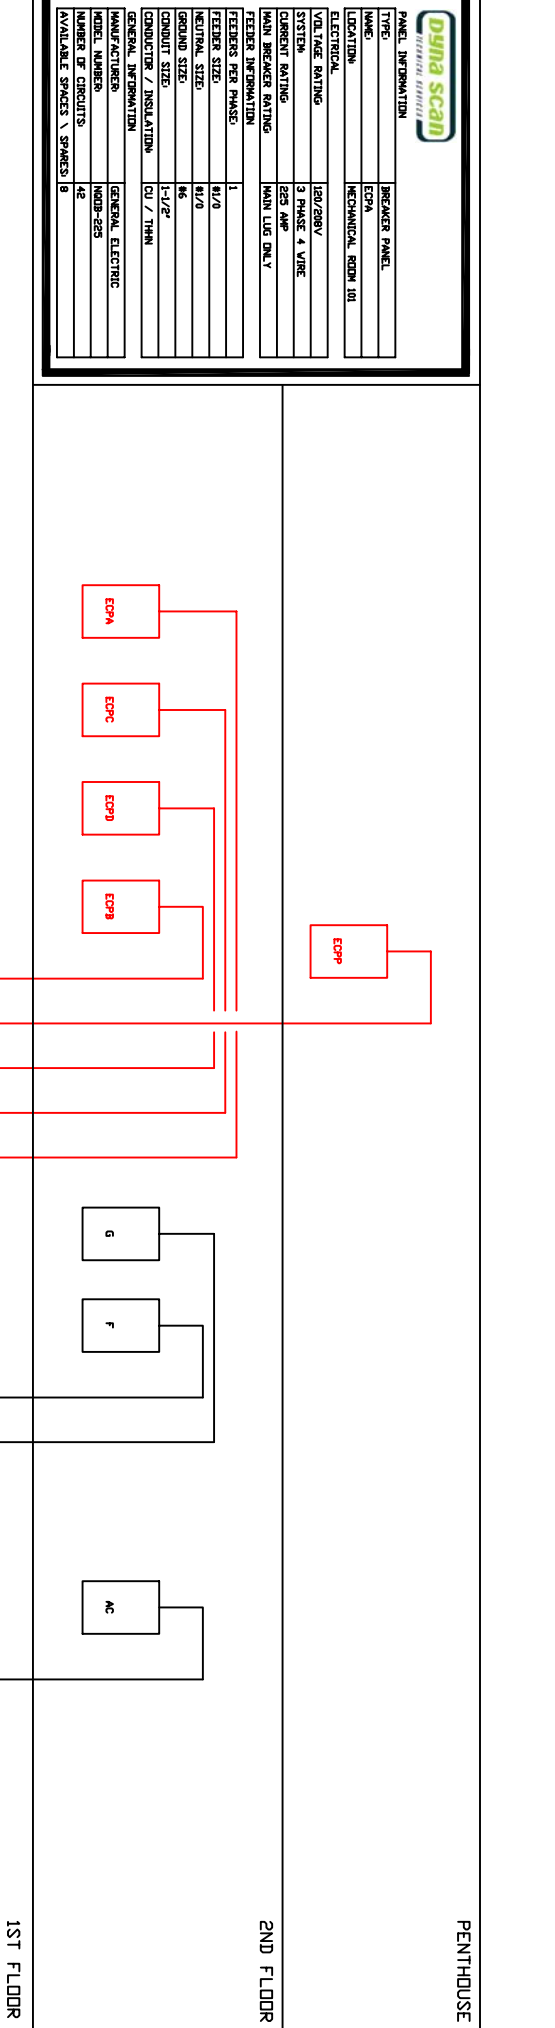 Dyna Scan
TECHNICAL SERVICES
PANEL INFORMATION
TYPE: BREAKER PANEL
NAME: ECPA
LOCATION: MECHANICAL ROOM 101
ELECTRICAL
VOLTAGE RATING: 120/208V
SYSTEM: 3 PHASE 4 WIRE
CURRENT RATING: 225 AMP
MAIN BREAKER RATING: MAIN LUG ONLY
FEEDER INFORMATION
FEEDERS PER PHASE: 1
FEEDER SIZE: #1/0
NEUTRAL SIZE: #1/0
GROUND SIZE: #6
CONDUIT SIZE: 1-1/2"
CONDUCTOR / INSULATION: CU / THHN
GENERAL INFORMATION
MANUFACTURER: GENERAL ELECTRIC
MODEL NUMBER: NQOB-225
NUMBER OF CIRCUITS: 42
AVAILABLE SPACES \ SPARES: 8
PENTHOUSE
ECPP
2ND FLOOR
ECPA
ECPC
ECPD
ECPB
G
F
AC
1ST FLOOR